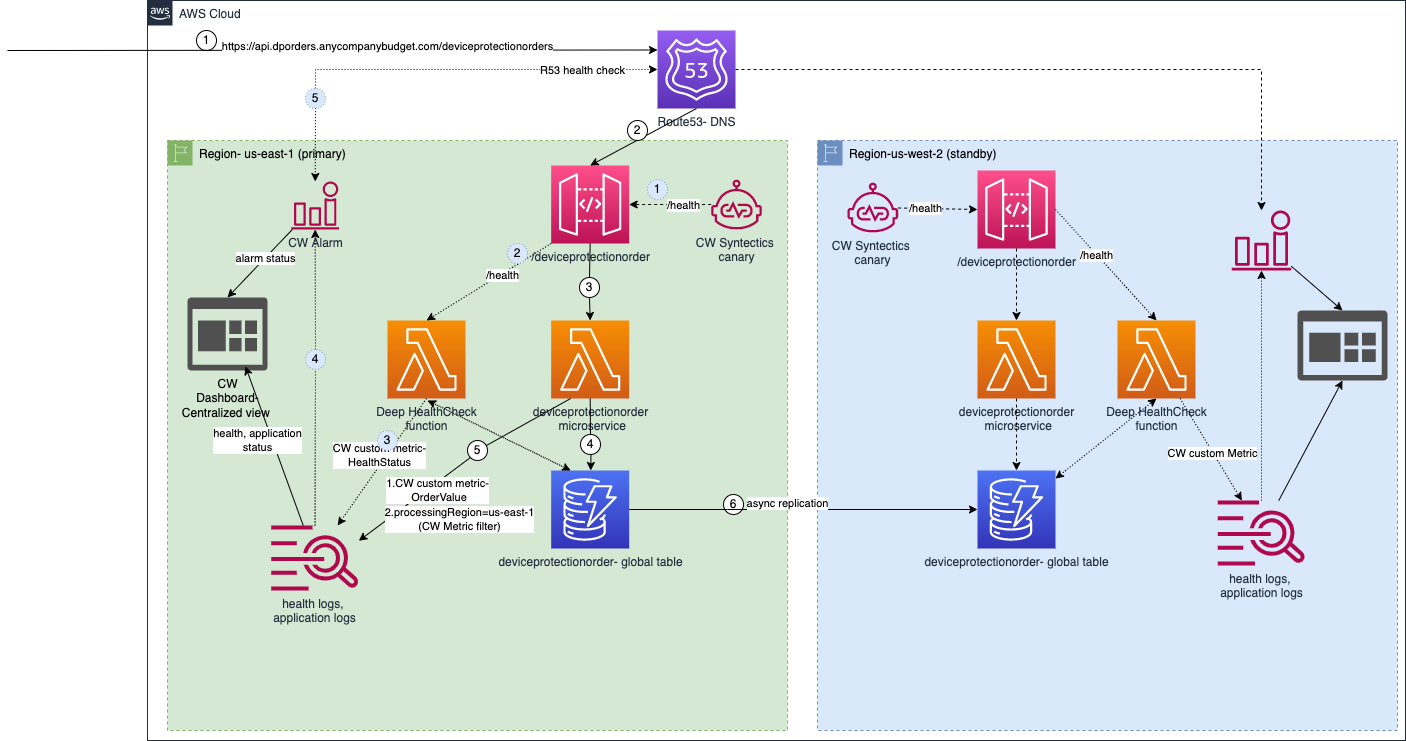 aws
AWS Cloud
1
https://api.dporders.anycompanybudget.com/deviceprotectionorders
R53 health check
53
Route53- DNS
5
2
Region- us-east-1 (primary)
CW Alarm
alarm status
1
/health
CW Syntectics
canary
/deviceprotectionorder
2
/health
3
4
CW
Dashboard-
Centralized view
health, application
status
Deep HealthCheck
function
deviceprotectionorder
microservice
3
CW custom metric-
HealthStatus
5
4
1.CW custom metric-
OrderValue
2.processingRegion=us-east-1
(CW Metric filter)
deviceprotectionorder- global table
health logs,
application logs
6
async replication
Region-us-west-2 (standby)
CW Syntectics
canary
/health
/deviceprotectionorder
/health
deviceprotectionorder
microservice
Deep HealthCheck
function
CW custom Metric
deviceprotectionorder- global table
health logs,
application logs